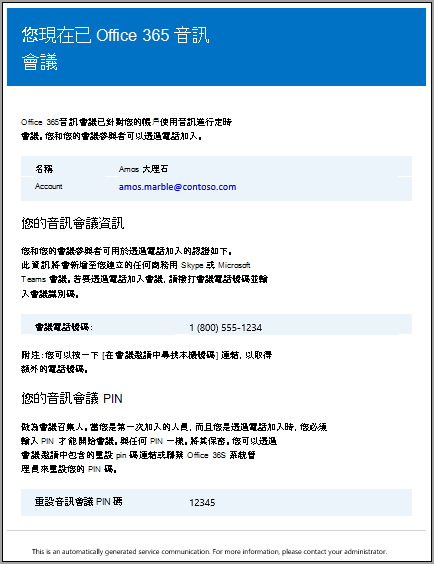 您現在已 Office 365 音訊
會議
Office 365音訊會議已針對您的帳戶使用音訊進行定時
會議。您和您的會議參與者可以透過電話加入。
名稱 Amos 大理石
Account amos.marble@contoso.com
您的音訊會議資訊
您和您的會議參與者可用於透過電話加入的認證如下。
此資訊將會新增至您建立的任何商務用 Skype 或 Microsoft
Teams 會議。若要透過電話加入會議，請撥打會議電話號碼並輸
入會議識別碼。
會議電話號碼： 1 (800) 555-1234
附注：您可以按一下 [在會議邀請中尋找本機號碼] 連結，以取得
額外的電話號碼。
您的音訊會議 PIN
做為會議召集人。當您是第一次加入的人員，而且您是透過電話加入時，您必須
輸入 PIN 才能開始會議。與任何 PIN 一樣。將其保密。您可以透過
會議邀請中包含的重設 pin 碼連結或聯繫 Office 36S 系統管
理員來重設您的 PIN 碼。
重設音訊會議 PIN 碼 12345
This is an automatically generated service communication. For more information, please contact your administrator.